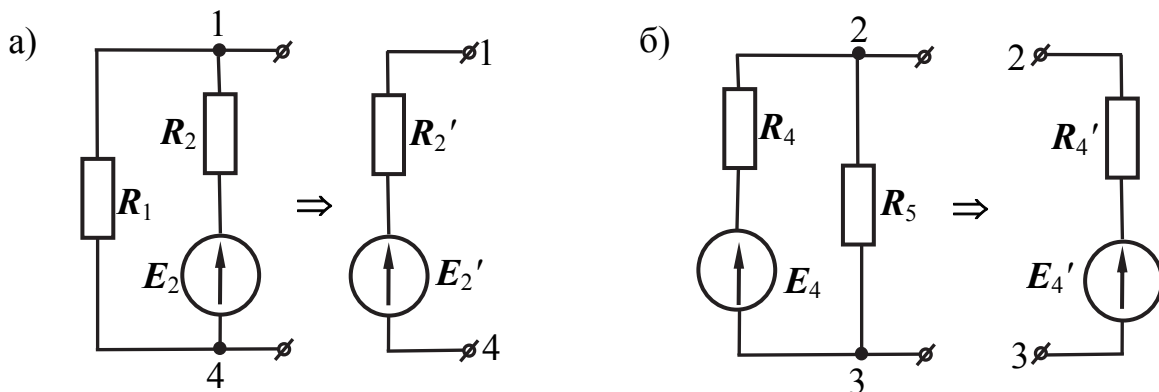 а)
1
R₂
R₁
E₂
4
⇒
1
R₂′
E₂′
4
б)
2
R₄
R₅
E₄
3
⇒
2
R₄′
E₄′
3